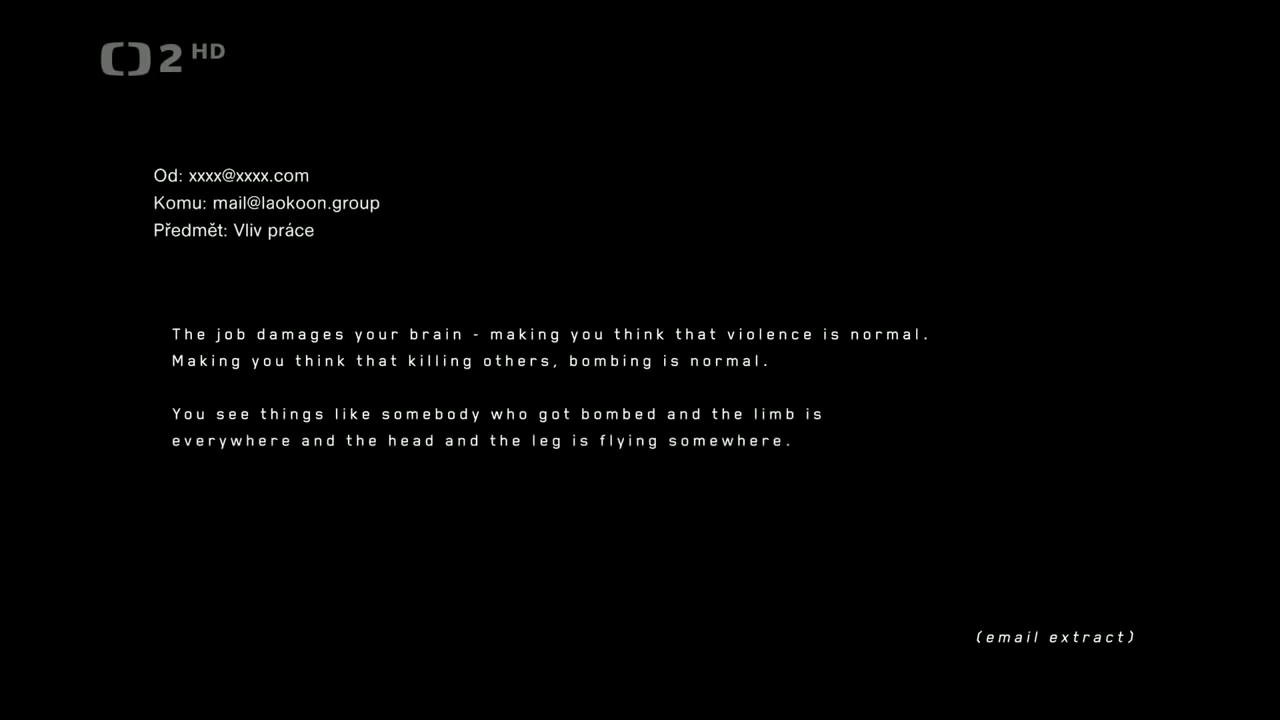 2 HD
Od: xxxx@xxxx.com
Komu: mail@laokoon.group
Předmět: Vliv práce
The job damages your brain - making you think that violence is normal.
Making you think that killing others, bombing is normal.
You see things like somebody who got bombed and the limb is
everywhere and the head and the leg is flying somewhere.
(email extract)